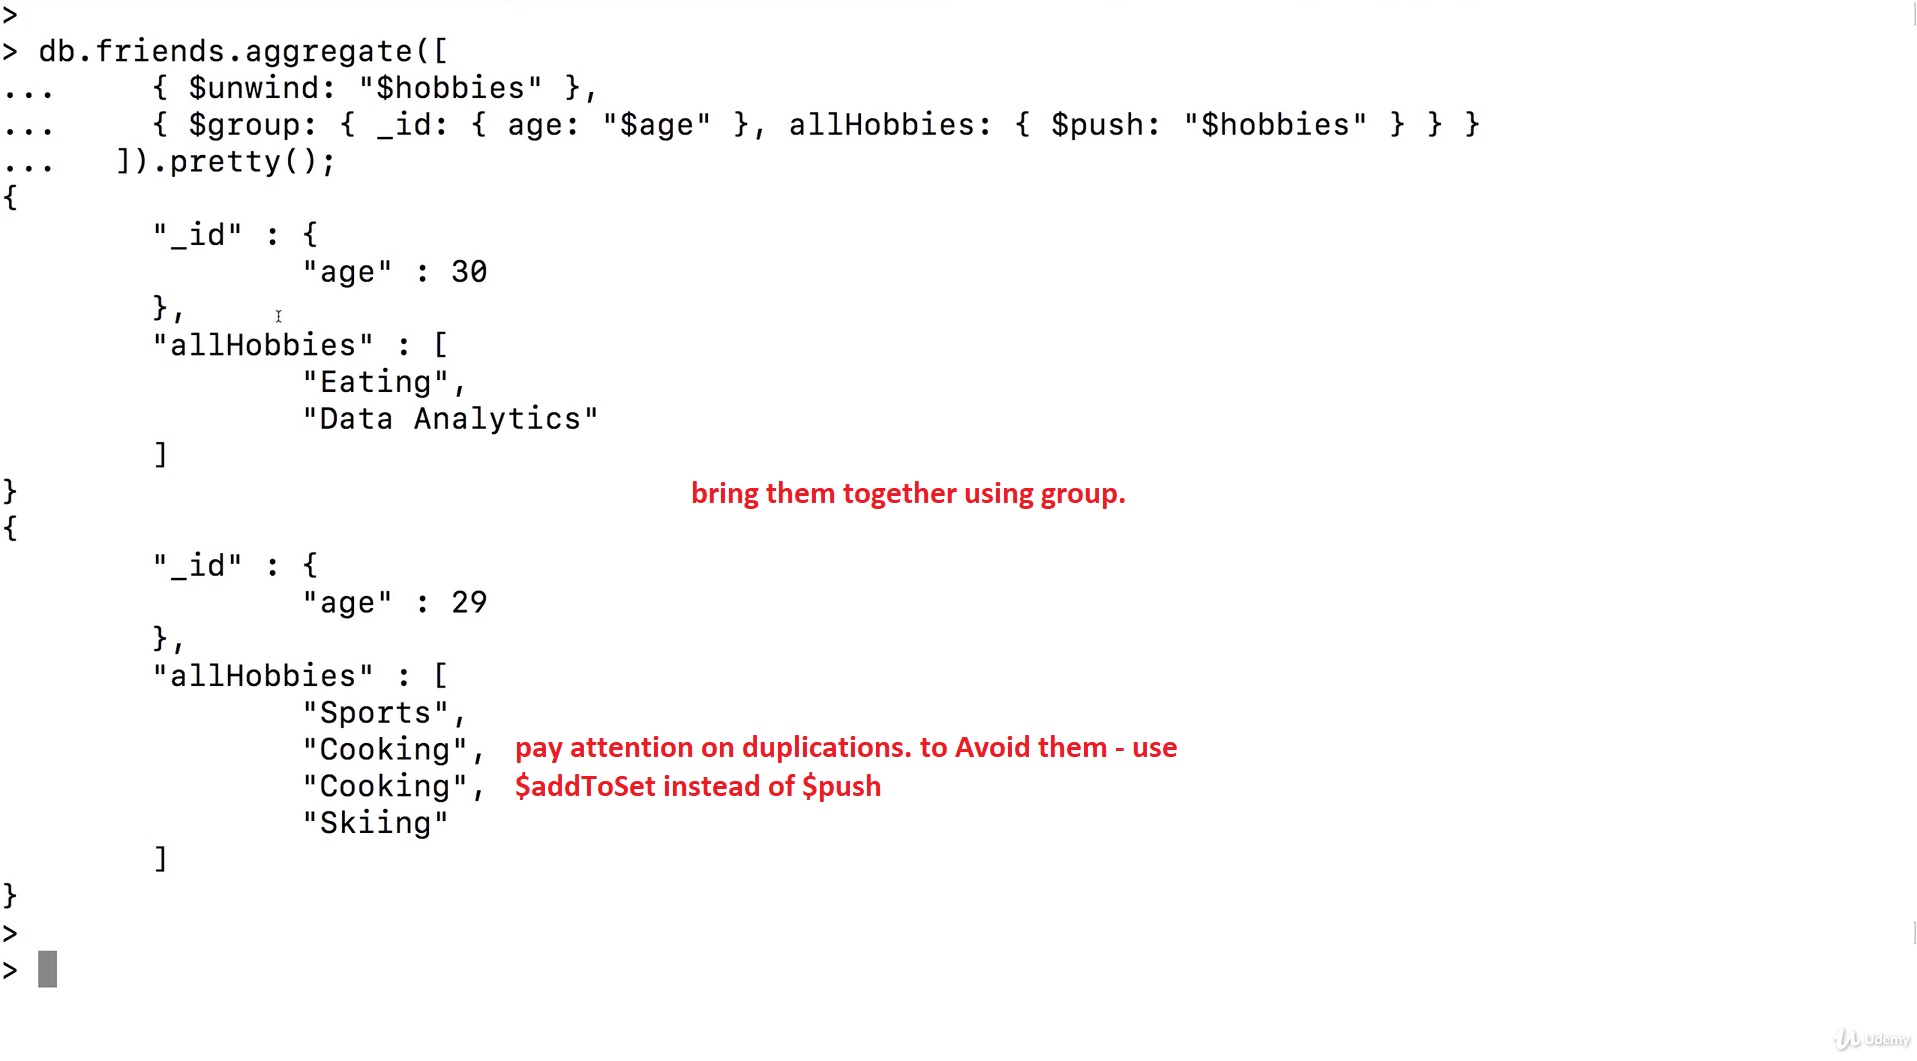 >
> db.friends.aggregate([
...      { $unwind: "$hobbies" },
...      { $group: { _id: { age: "$age" }, allHobbies: { $push: "$hobbies" } } }
...    ]).pretty();
{
        "_id" : {
                "age" : 30
        },
        "allHobbies" : [
                "Eating",
                "Data Analytics"
        ]
}
bring them together using group.
{
        "_id" : {
                "age" : 29
        },
        "allHobbies" : [
                "Sports",
                "Cooking",
                "Cooking",
                "Skiing"
        ]
}
pay attention on duplications. to Avoid them - use
$addToSet instead of $push
>
>
Udemy